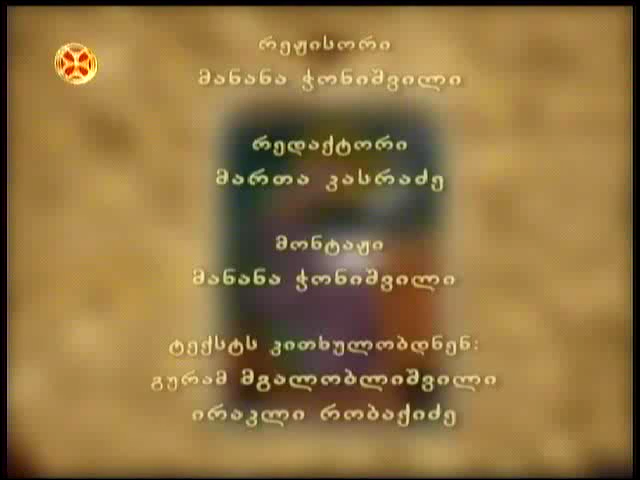 რეჟისორი
მანანა ჭონიშვილი
რედაქტორი
მართა კასრაძე
მონტაჟი
მანანა ჭონიშვილი
ტექსტს კითხულობდნენ:
გურამ მგალობლიშვილი
ირაკლი რობაქიძე